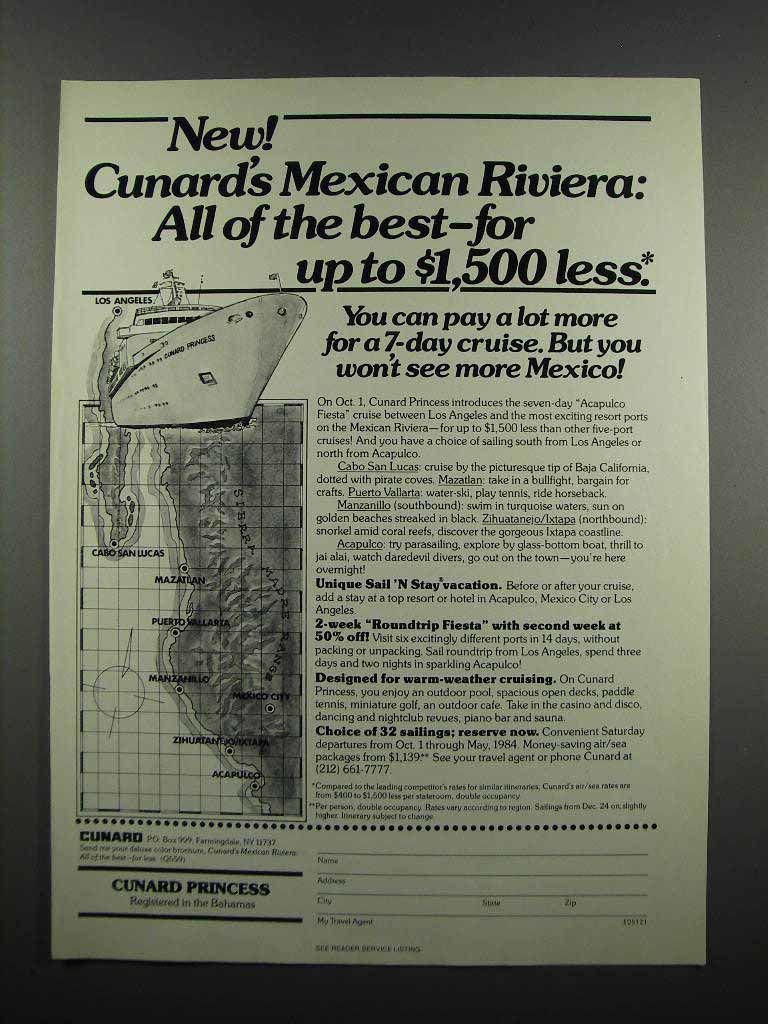 New!
Cunard's Mexican Riviera:
All of the best–for
up to $1,500 less.*
LOS ANGELES
CUNARD PRINCESS
You can pay a lot more
for a 7-day cruise. But you
won't see more Mexico!
On Oct. 1, Cunard Princess introduces the seven-day "Acapulco
Fiesta" cruise between Los Angeles and the most exciting resort ports
on the Mexican Riviera—for up to $1,500 less than other five-port
cruises! And you have a choice of sailing south from Los Angeles or
north from Acapulco.
Cabo San Lucas: cruise by the picturesque tip of Baja California,
dotted with pirate coves. Mazatlan: take in a bullfight, bargain for
crafts. Puerto Vallarta: water-ski, play tennis, ride horseback.
Manzanillo (southbound): swim in turquoise waters, sun on
golden beaches streaked in black. Zihuatanejo/Ixtapa (northbound):
snorkel amid coral reefs, discover the gorgeous Ixtapa coastline.
Acapulco: try parasailing, explore by glass-bottom boat, thrill to
jai alai, watch daredevil divers, go out on the town—you're here
overnight!
Unique Sail 'N Stay vacation. Before or after your cruise,
add a stay at a top resort or hotel in Acapulco, Mexico City or Los
Angeles.
2-week "Roundtrip Fiesta" with second week at
50% off! Visit six excitingly different ports in 14 days, without
packing or unpacking. Sail roundtrip from Los Angeles, spend three
days and two nights in sparkling Acapulco!
Designed for warm-weather cruising. On Cunard
Princess, you enjoy an outdoor pool, spacious open decks, paddle
tennis, miniature golf, an outdoor cafe. Take in the casino and disco,
dancing and nightclub revues, piano bar and sauna.
Choice of 32 sailings; reserve now. Convenient Saturday
departures from Oct. 1 through May, 1984. Money-saving air/sea
packages from $1,139.** See your travel agent or phone Cunard at
(212) 661-7777.
*Compared to the leading competitor's rates for similar itineraries, Cunard's air/sea rates are
from $400 to $1,500 less per stateroom, double occupancy.
**Per person, double occupancy. Rates vary according to region. Sailings from Dec. 24 on, slightly
higher. Itinerary subject to change.
SIERRA MADRE RANGE
CABO SAN LUCAS
MAZATLAN
PUERTO VALLARTA
MANZANILLO
MEXICO CITY
ZIHUATANEJO/IXTAPA
ACAPULCO
CUNARD P.O. Box 999, Farmingdale, NY 11737
Send me your deluxe color brochure, Cunard's Mexican Riviera:
All of the best–for less. (Q559)
CUNARD PRINCESS
Registered in the Bahamas
Name
Address
City State Zip
My Travel Agent
SEE READER SERVICE LISTING